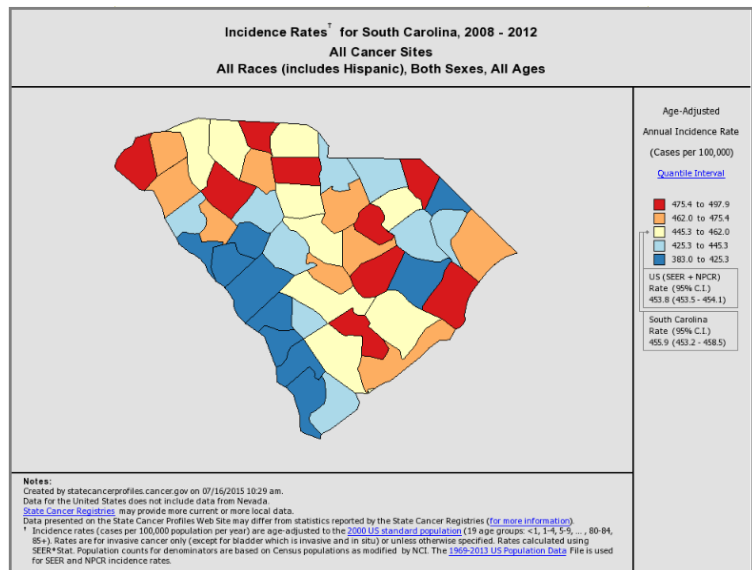 Incidence Rates† for South Carolina, 2008 - 2012
All Cancer Sites
All Races (includes Hispanic), Both Sexes, All Ages
Age-Adjusted
Annual Incidence Rate
(Cases per 100,000)
Quantile Interval
475.4 to 497.9
462.0 to 475.4
445.3 to 462.0
425.3 to 445.3
383.0 to 425.3
US (SEER + NPCR)
Rate (95% C.I.)
453.8 (453.5 - 454.1)
South Carolina
Rate (95% C.I.)
455.9 (453.2 - 458.5)
Notes:
Created by statecancerprofiles.cancer.gov on 07/16/2015 10:29 am.
Data for the United States does not include data from Nevada.
State Cancer Registries may provide more current or more local data.
Data presented on the State Cancer Profiles Web Site may differ from statistics reported by the State Cancer Registries (for more information).
† Incidence rates (cases per 100,000 population per year) are age-adjusted to the 2000 US standard population (19 age groups: <1, 1-4, 5-9, ... , 80-84,
85+). Rates are for invasive cancer only (except for bladder which is invasive and in situ) or unless otherwise specified. Rates calculated using
SEER*Stat. Population counts for denominators are based on Census populations as modified by NCI. The 1969-2013 US Population Data File is used
for SEER and NPCR incidence rates.